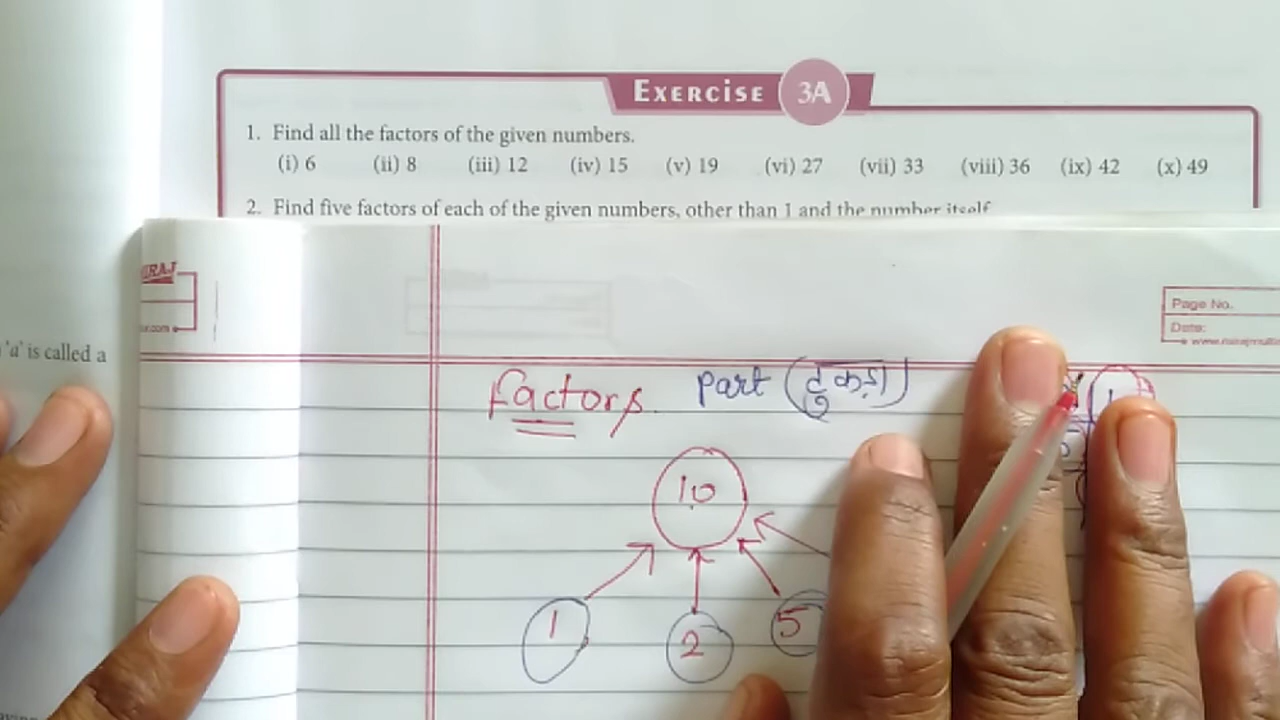 EXERCISE 3A
1. Find all the factors of the given numbers.
(i) 6 (ii) 8 (iii) 12 (iv) 15 (v) 19 (vi) 27 (vii) 33 (viii) 36 (ix) 42 (x) 49
2. Find five factors of each of the given numbers, other than 1 and the number itself
Page No.
Date:
'a' is called a
Factors Part (टुकड़ा)
10
1 2 5